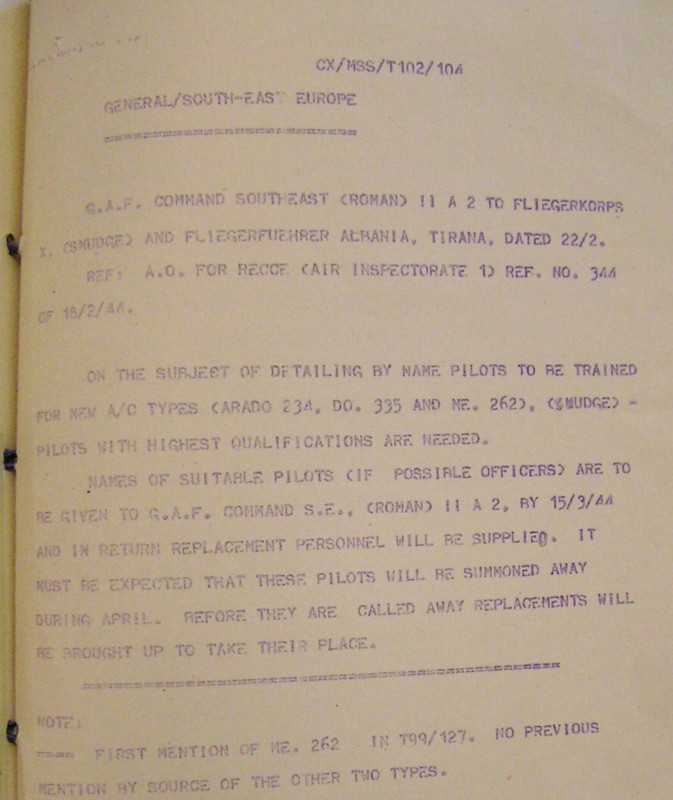 CX/MSS/T102/104
GENERAL/SOUTH-EAST EUROPE
G.A.F. COMMAND SOUTHEAST (ROMAN) II A 2 TO FLIEGERKORPS
X, (SMUDGE) AND FLIEGERFUEHRER ALBANIA, TIRANA, DATED 22/2.
REF: A.O. FOR RECCE (AIR INSPECTORATE 1) REF. NO. 344
OF 18/2/44.
ON THE SUBJECT OF DETAILING BY NAME PILOTS TO BE TRAINED
FOR NEW A/C TYPES (ARADO 234, DO. 335 AND ME. 262), (SMUDGE) -
PILOTS WITH HIGHEST QUALIFICATIONS ARE NEEDED.
NAMES OF SUITABLE PILOTS (IF POSSIBLE OFFICERS) ARE TO
BE GIVEN TO G.A.F. COMMAND S.E., (ROMAN) II A 2, BY 15/3/44
AND IN RETURN REPLACEMENT PERSONNEL WILL BE SUPPLIED. IT
MUST BE EXPECTED THAT THESE PILOTS WILL BE SUMMONED AWAY
DURING APRIL. BEFORE THEY ARE CALLED AWAY REPLACEMENTS WILL
BE BROUGHT UP TO TAKE THEIR PLACE.
NOTE:
FIRST MENTION OF ME. 262 IN T99/127. NO PREVIOUS
MENTION BY SOURCE OF THE OTHER TWO TYPES.